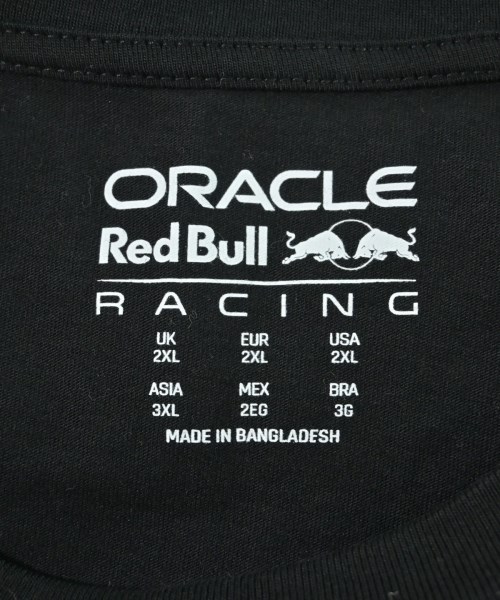 ORACLE
Red Bull
RACING
UK EUR USA
2XL 2XL 2XL
ASIA MEX BRA
3XL 2EG 3G
MADE IN BANGLADESH